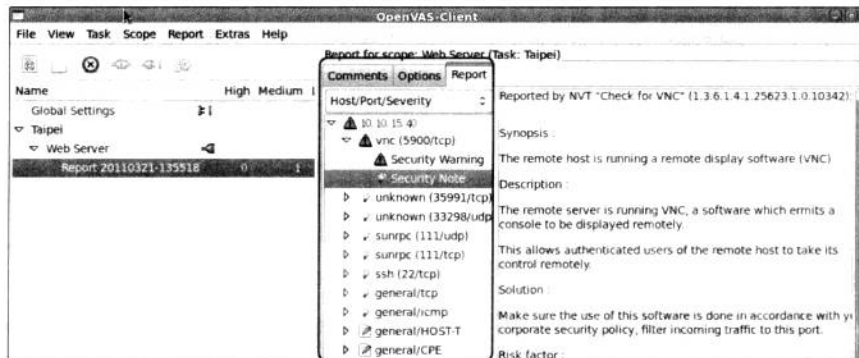 OpenVAS-Client
File View Task Scope Report Extras Help
Report for scope: Web Server (Task: Taipei)
Name High Medium
Global Settings
Taipei
Web Server
Report 20110321-135518 0 1
Comments Options Report
Host/Port/Severity
10.10.15.40
vnc (5900/tcp)
Security Warning
Security Note
unknown (35991/tcp)
unknown (33298/udp
sunrpc (111/udp)
sunrpc (111/tcp)
ssh (22/tcp)
general/tcp
general/icmp
general/HOST-T
general/CPE
Reported by NVT "Check for VNC" (1.3.6.1.4.1.25623.1.0.10342):
Synopsis :
The remote host is running a remote display software (VNC)
Description :
The remote server is running VNC, a software which ermits a
console to be displayed remotely.
This allows authenticated users of the remote host to take its
control remotely.
Solution :
Make sure the use of this software is done in accordance with y
corporate security policy, filter incoming traffic to this port.
Risk factor :